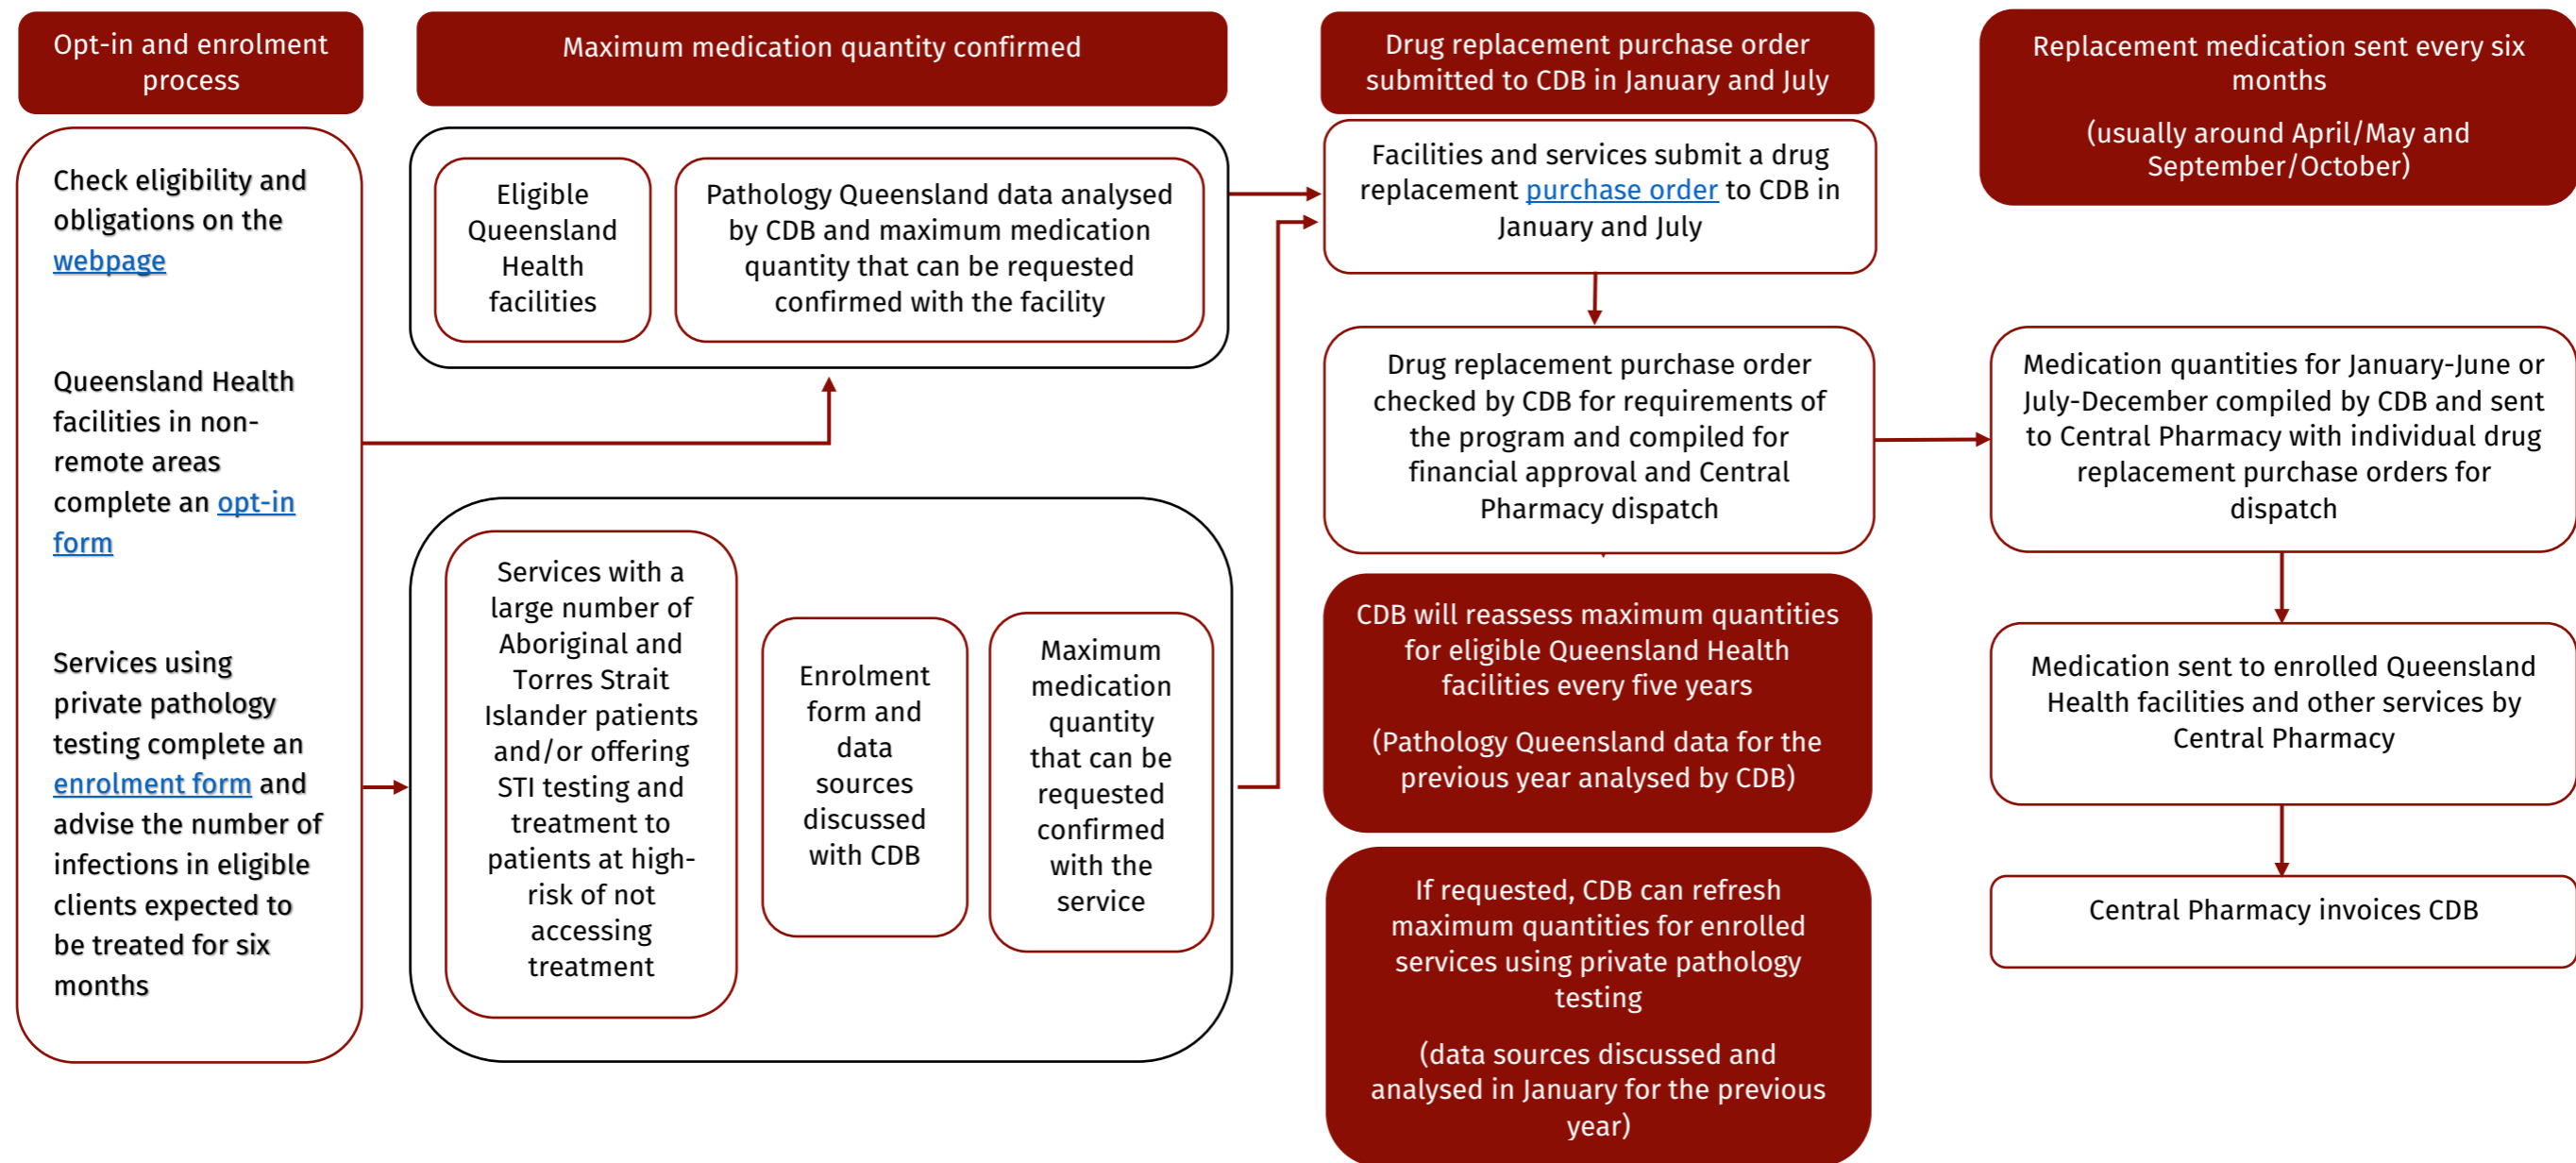 Opt-in and enrolment
process
Check eligibility and
obligations on the
webpage
Queensland Health
facilities in non-
remote areas
complete an opt-in
form
Services using
private pathology
testing complete an
enrolment form and
advise the number of
infections in eligible
clients expected to
be treated for six
months
Maximum medication quantity confirmed
Eligible
Queensland
Health
facilities
Pathology Queensland data analysed
by CDB and maximum medication
quantity that can be requested
confirmed with the facility
Services with a
large number of
Aboriginal and
Torres Strait
Islander patients
and/or offering
STI testing and
treatment to
patients at high-
risk of not
accessing
treatment
Enrolment
form and
data
sources
discussed
with CDB
Maximum
medication
quantity
that can be
requested
confirmed
with the
service
Drug replacement purchase order
submitted to CDB in January and July
Facilities and services submit a drug
replacement purchase order to CDB in
January and July
Drug replacement purchase order
checked by CDB for requirements of
the program and compiled for
financial approval and Central
Pharmacy dispatch
CDB will reassess maximum quantities
for eligible Queensland Health
facilities every five years
(Pathology Queensland data for the
previous year analysed by CDB)
If requested, CDB can refresh
maximum quantities for enrolled
services using private pathology
testing
(data sources discussed and
analysed in January for the previous
year)
Replacement medication sent every six
months
(usually around April/May and
September/October)
Medication quantities for January-June or
July-December compiled by CDB and sent
to Central Pharmacy with individual drug
replacement purchase orders for
dispatch
Medication sent to enrolled Queensland
Health facilities and other services by
Central Pharmacy
Central Pharmacy invoices CDB